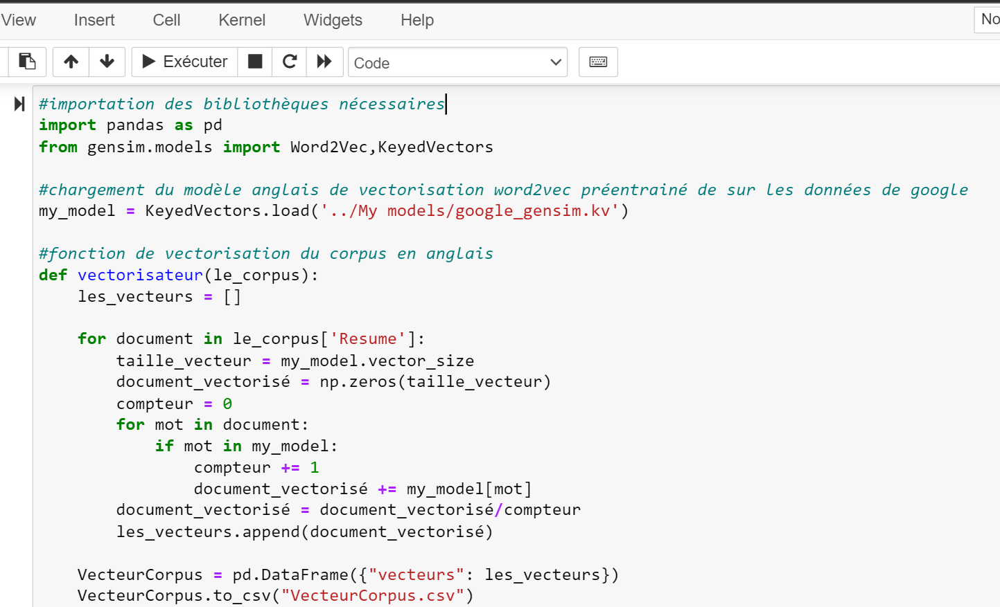 View Insert Cell Kernel Widgets Help No
Exécuter Code
#importation des bibliothèques nécessaires
import pandas as pd
from gensim.models import Word2Vec,KeyedVectors
#chargement du modèle anglais de vectorisation word2vec préentrainé de sur les données de google
my_model = KeyedVectors.load('../My models/google_gensim.kv')
#fonction de vectorisation du corpus en anglais
def vectorisateur(le_corpus):
    les_vecteurs = []
    for document in le_corpus['Resume']:
        taille_vecteur = my_model.vector_size
        document_vectorisé = np.zeros(taille_vecteur)
        compteur = 0
        for mot in document:
            if mot in my_model:
                compteur += 1
                document_vectorisé += my_model[mot]
        document_vectorisé = document_vectorisé/compteur
        les_vecteurs.append(document_vectorisé)
    VecteurCorpus = pd.DataFrame({"vecteurs": les_vecteurs})
    VecteurCorpus.to_csv("VecteurCorpus.csv")